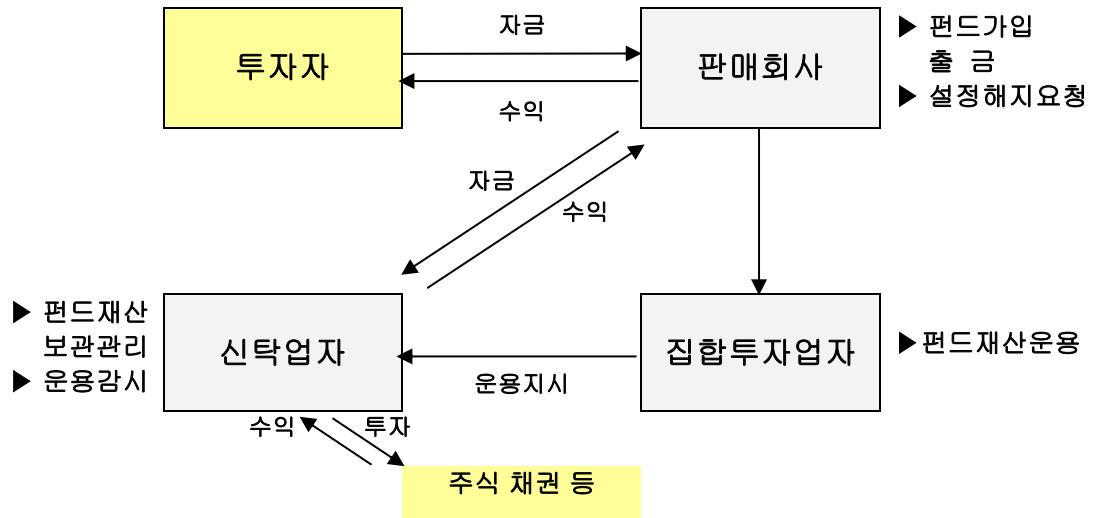 투자자
자금
수익
판매회사
▶ 펀드가입
출 금
▶ 설정해지요청
자금
수익
▶ 펀드재산
보관관리
▶ 운용감시
신탁업자
운용지시
집합투자업자
▶펀드재산운용
수익
투자
주식 채권 등